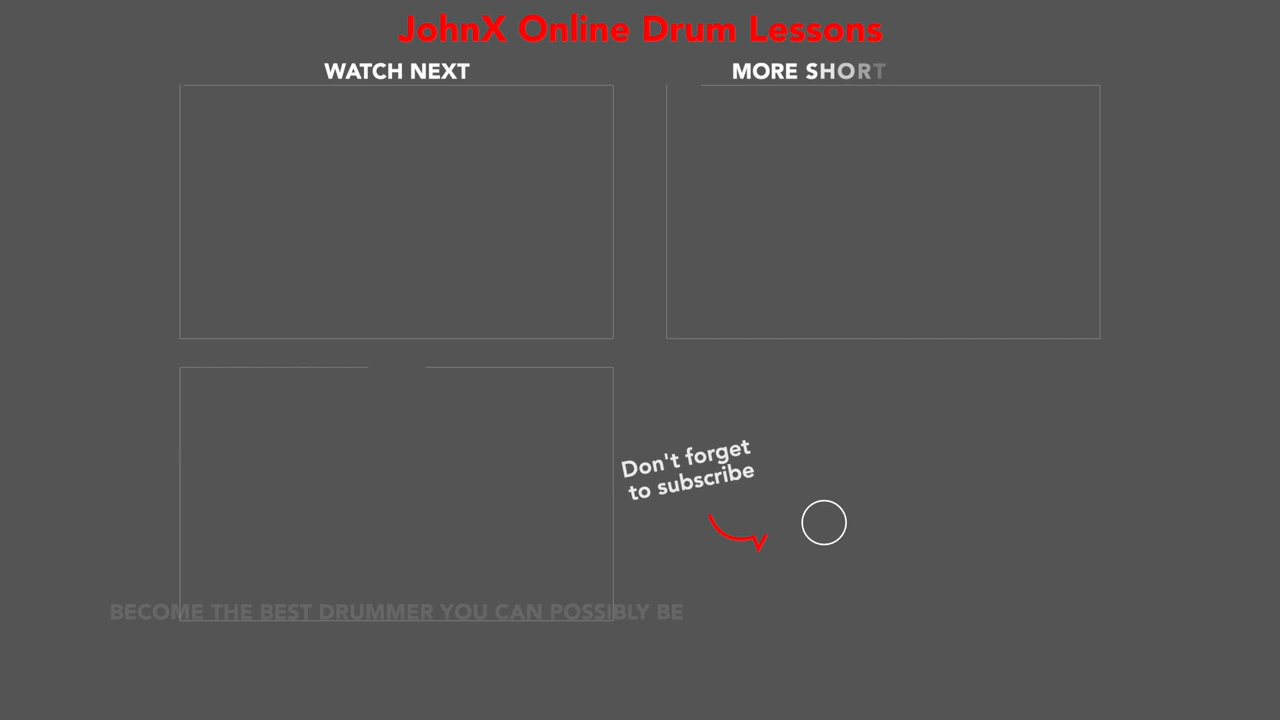 JohnX Online Drum Lessons
WATCH NEXT
MORE SHORT
Don't forget
to subscribe
BECOME THE BEST DRUMMER YOU CAN POSSIBLY BE